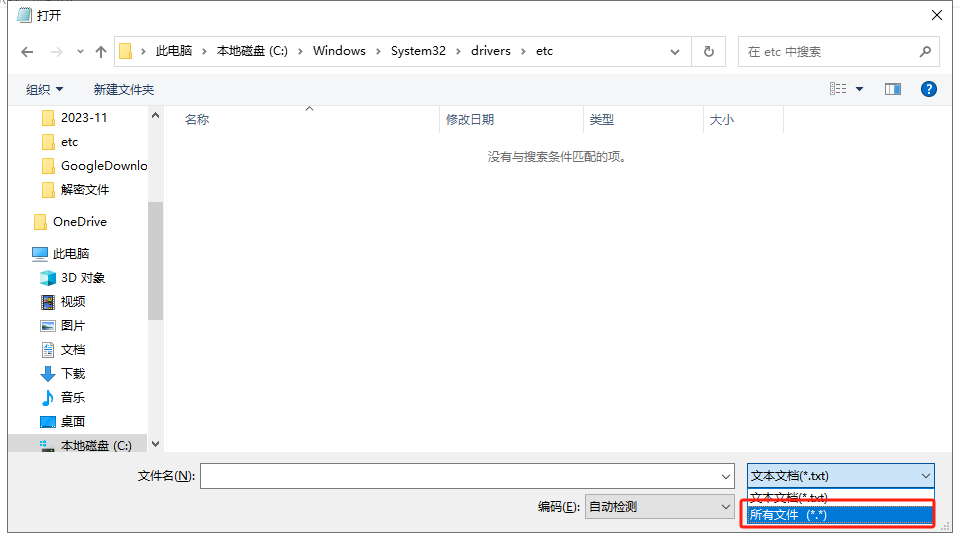 打开
此电脑 本地磁盘 (C:) Windows System32 drivers etc
在 etc 中搜索
组织 新建文件夹
名称 修改日期 类型 大小
没有与搜索条件匹配的项。
2023-11
etc
GoogleDownlo
解密文件
OneDrive
此电脑
3D 对象
视频
图片
文档
下载
音乐
桌面
本地磁盘 (C:)
文件名(N):
文本文档(*.txt)
文本文档(*.txt)
所有文件 (*.*)
编码(E): 自动检测